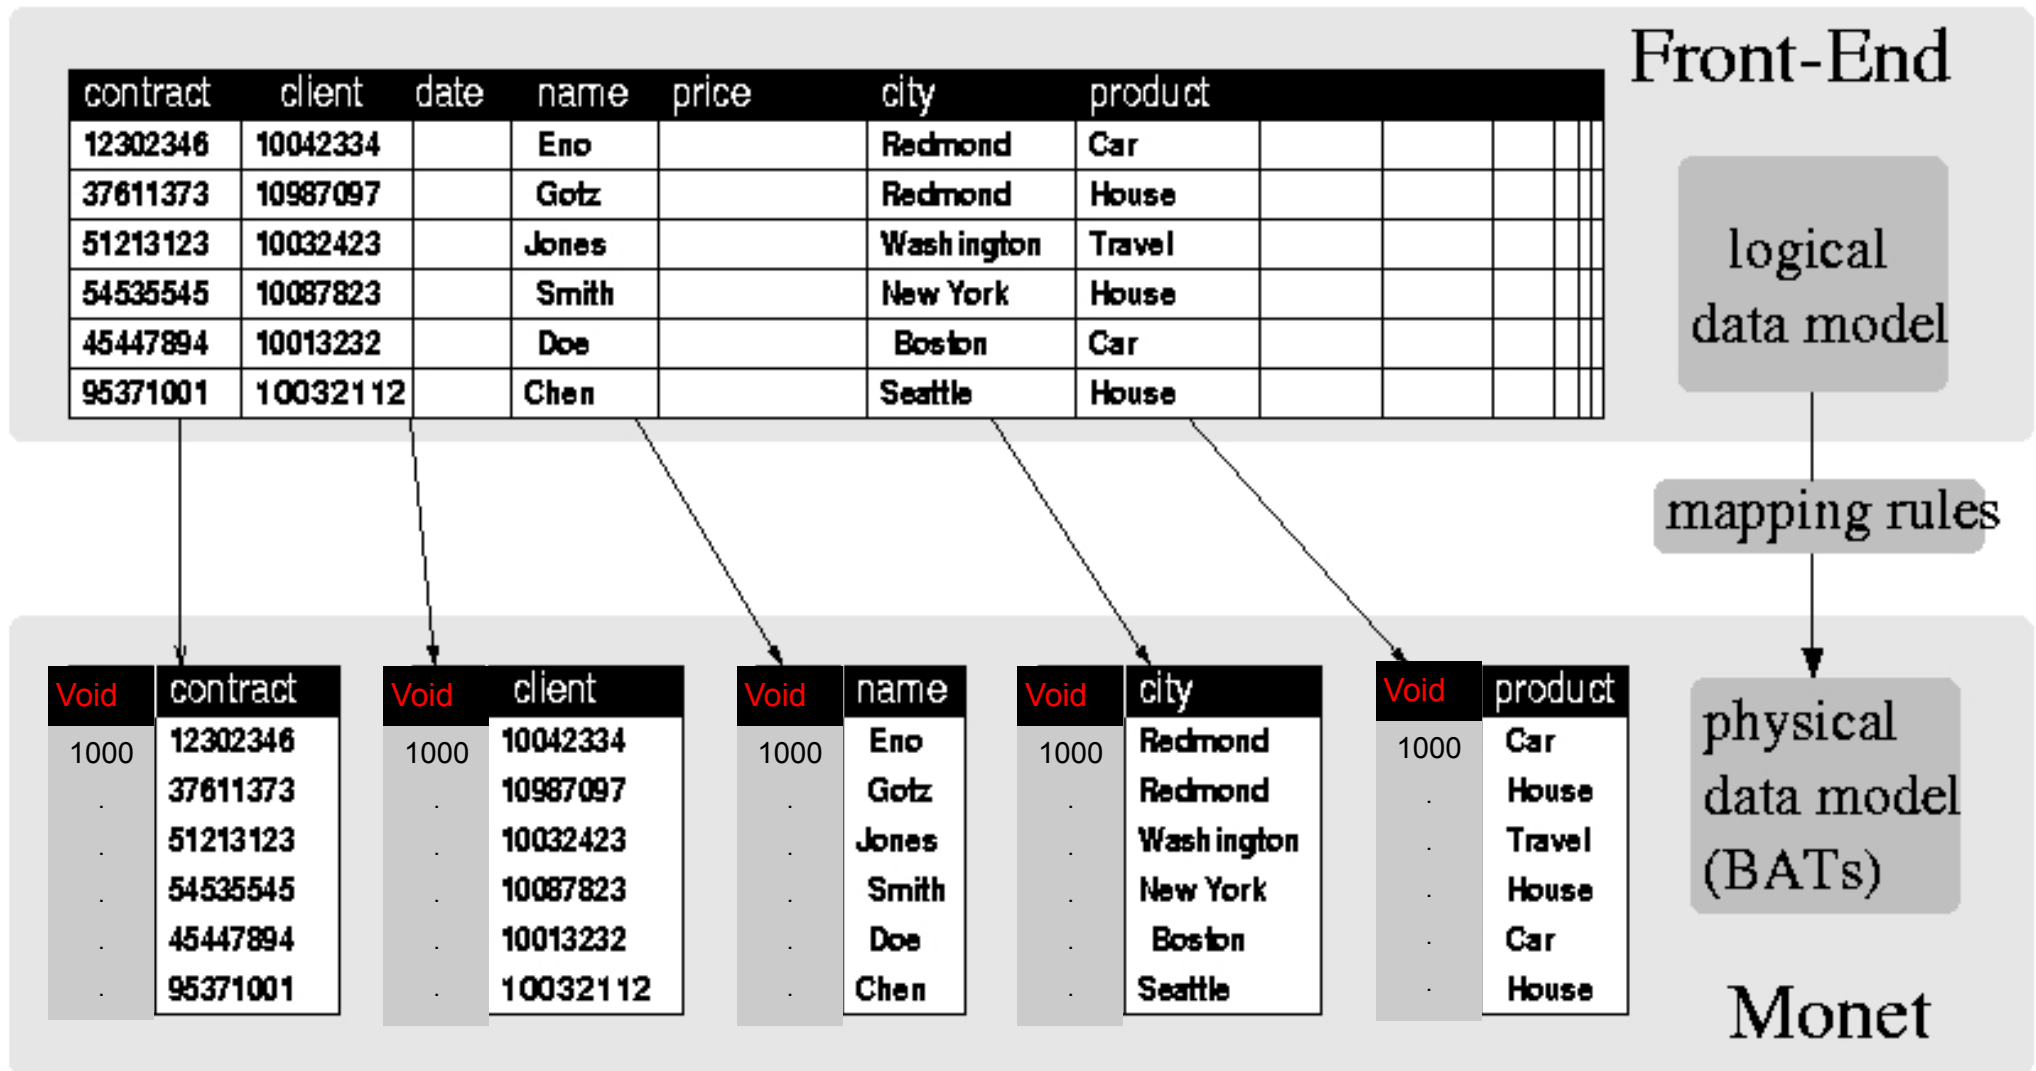 Front-End
contract client date name price city product
12302346 10042334 Eno Redmond Car
37611373 10987097 Gotz Redmond House
51213123 10032423 Jones Washington Travel
54535545 10087823 Smith New York House
45447894 10013232 Doe Boston Car
95371001 10032112 Chen Seattle House
logical
data model
mapping rules
Void contract Void client Void name Void city Void product
1000 12302346 1000 10042334 1000 Eno 1000 Redmond 1000 Car
. 37611373 . 10987097 . Gotz . Redmond . House
. 51213123 . 10032423 . Jones . Washington . Travel
. 54535545 . 10087823 . Smith . New York . House
. 45447894 . 10013232 . Doe . Boston . Car
. 95371001 . 10032112 . Chen . Seattle . House
physical
data model
(BATs)
Monet